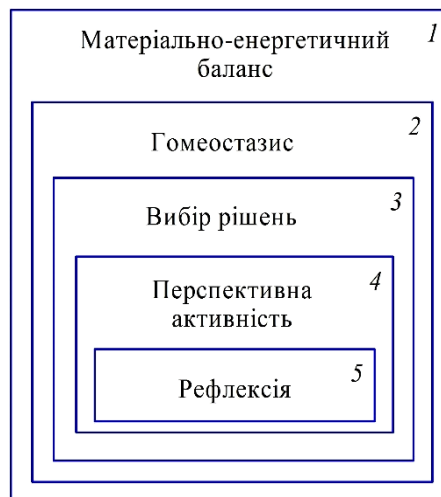 Матеріально-енергетичний 1
баланс
2
Гомеостазис
3
Вибір рішень
4
Перспективна
активність
5
Рефлексія